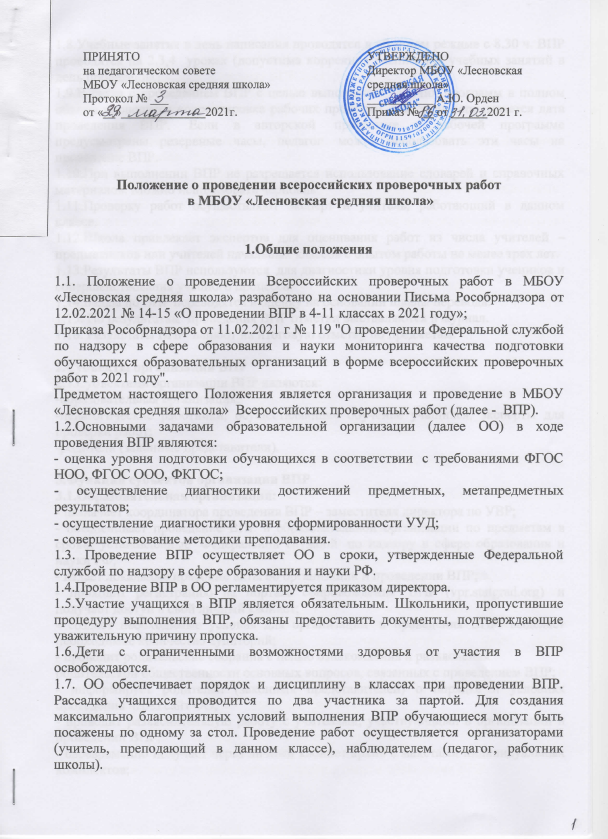 ПРИНЯТО
на педагогическом совете
МБОУ «Лесновская средняя школа»
Протокол № 3
от «29» марта 2021г.
УТВЕРЖДЕНО
Директор МБОУ «Лесновская
средняя школа»
А.Ю. Орден
Приказ № от 31.03.2021 г.
"ЛЕСНОВСКАЯ
СРЕДНЯЯ
ШКОЛА"
Положение о проведении всероссийских проверочных работ
в МБОУ «Лесновская средняя школа»
1.Общие положения
1.1. Положение о проведении Всероссийских проверочных работ в МБОУ
«Лесновская средняя школа» разработано на основании Письма Рособрнадзора от
12.02.2021 № 14-15 «О проведении ВПР в 4-11 классах в 2021 году»;
Приказа Рособрнадзора от 11.02.2021 г № 119 "О проведении Федеральной службой
по надзору в сфере образования и науки мониторинга качества подготовки
обучающихся образовательных организаций в форме всероссийских проверочных
работ в 2021 году".
Предметом настоящего Положения является организация и проведение в МБОУ
«Лесновская средняя школа» Всероссийских проверочных работ (далее - ВПР).
1.2.Основными задачами образовательной организации (далее ОО) в ходе
проведения ВПР являются:
- оценка уровня подготовки обучающихся в соответствии с требованиями ФГОС
НОО, ФГОС ООО, ФКГОС;
- осуществление диагностики достижений предметных, метапредметных
результатов;
- осуществление диагностики уровня сформированности УУД;
- совершенствование методики преподавания.
1.3. Проведение ВПР осуществляет ОО в сроки, утвержденные Федеральной
службой по надзору в сфере образования и науки РФ.
1.4.Проведение ВПР в ОО регламентируется приказом директора.
1.5.Участие учащихся в ВПР является обязательным. Школьники, пропустившие
процедуру выполнения ВПР, обязаны предоставить документы, подтверждающие
уважительную причину пропуска.
1.6.Дети с ограниченными возможностями здоровья от участия в ВПР
освобождаются.
1.7. ОО обеспечивает порядок и дисциплину в классах при проведении ВПР.
Рассадка учащихся проводится по два участника за партой. Для создания
максимально благоприятных условий выполнения ВПР обучающиеся могут быть
посажены по одному за стол. Проведение работ осуществляется организаторами
(учитель, преподающий в данном классе), наблюдателем (педагог, работник
школы).
1